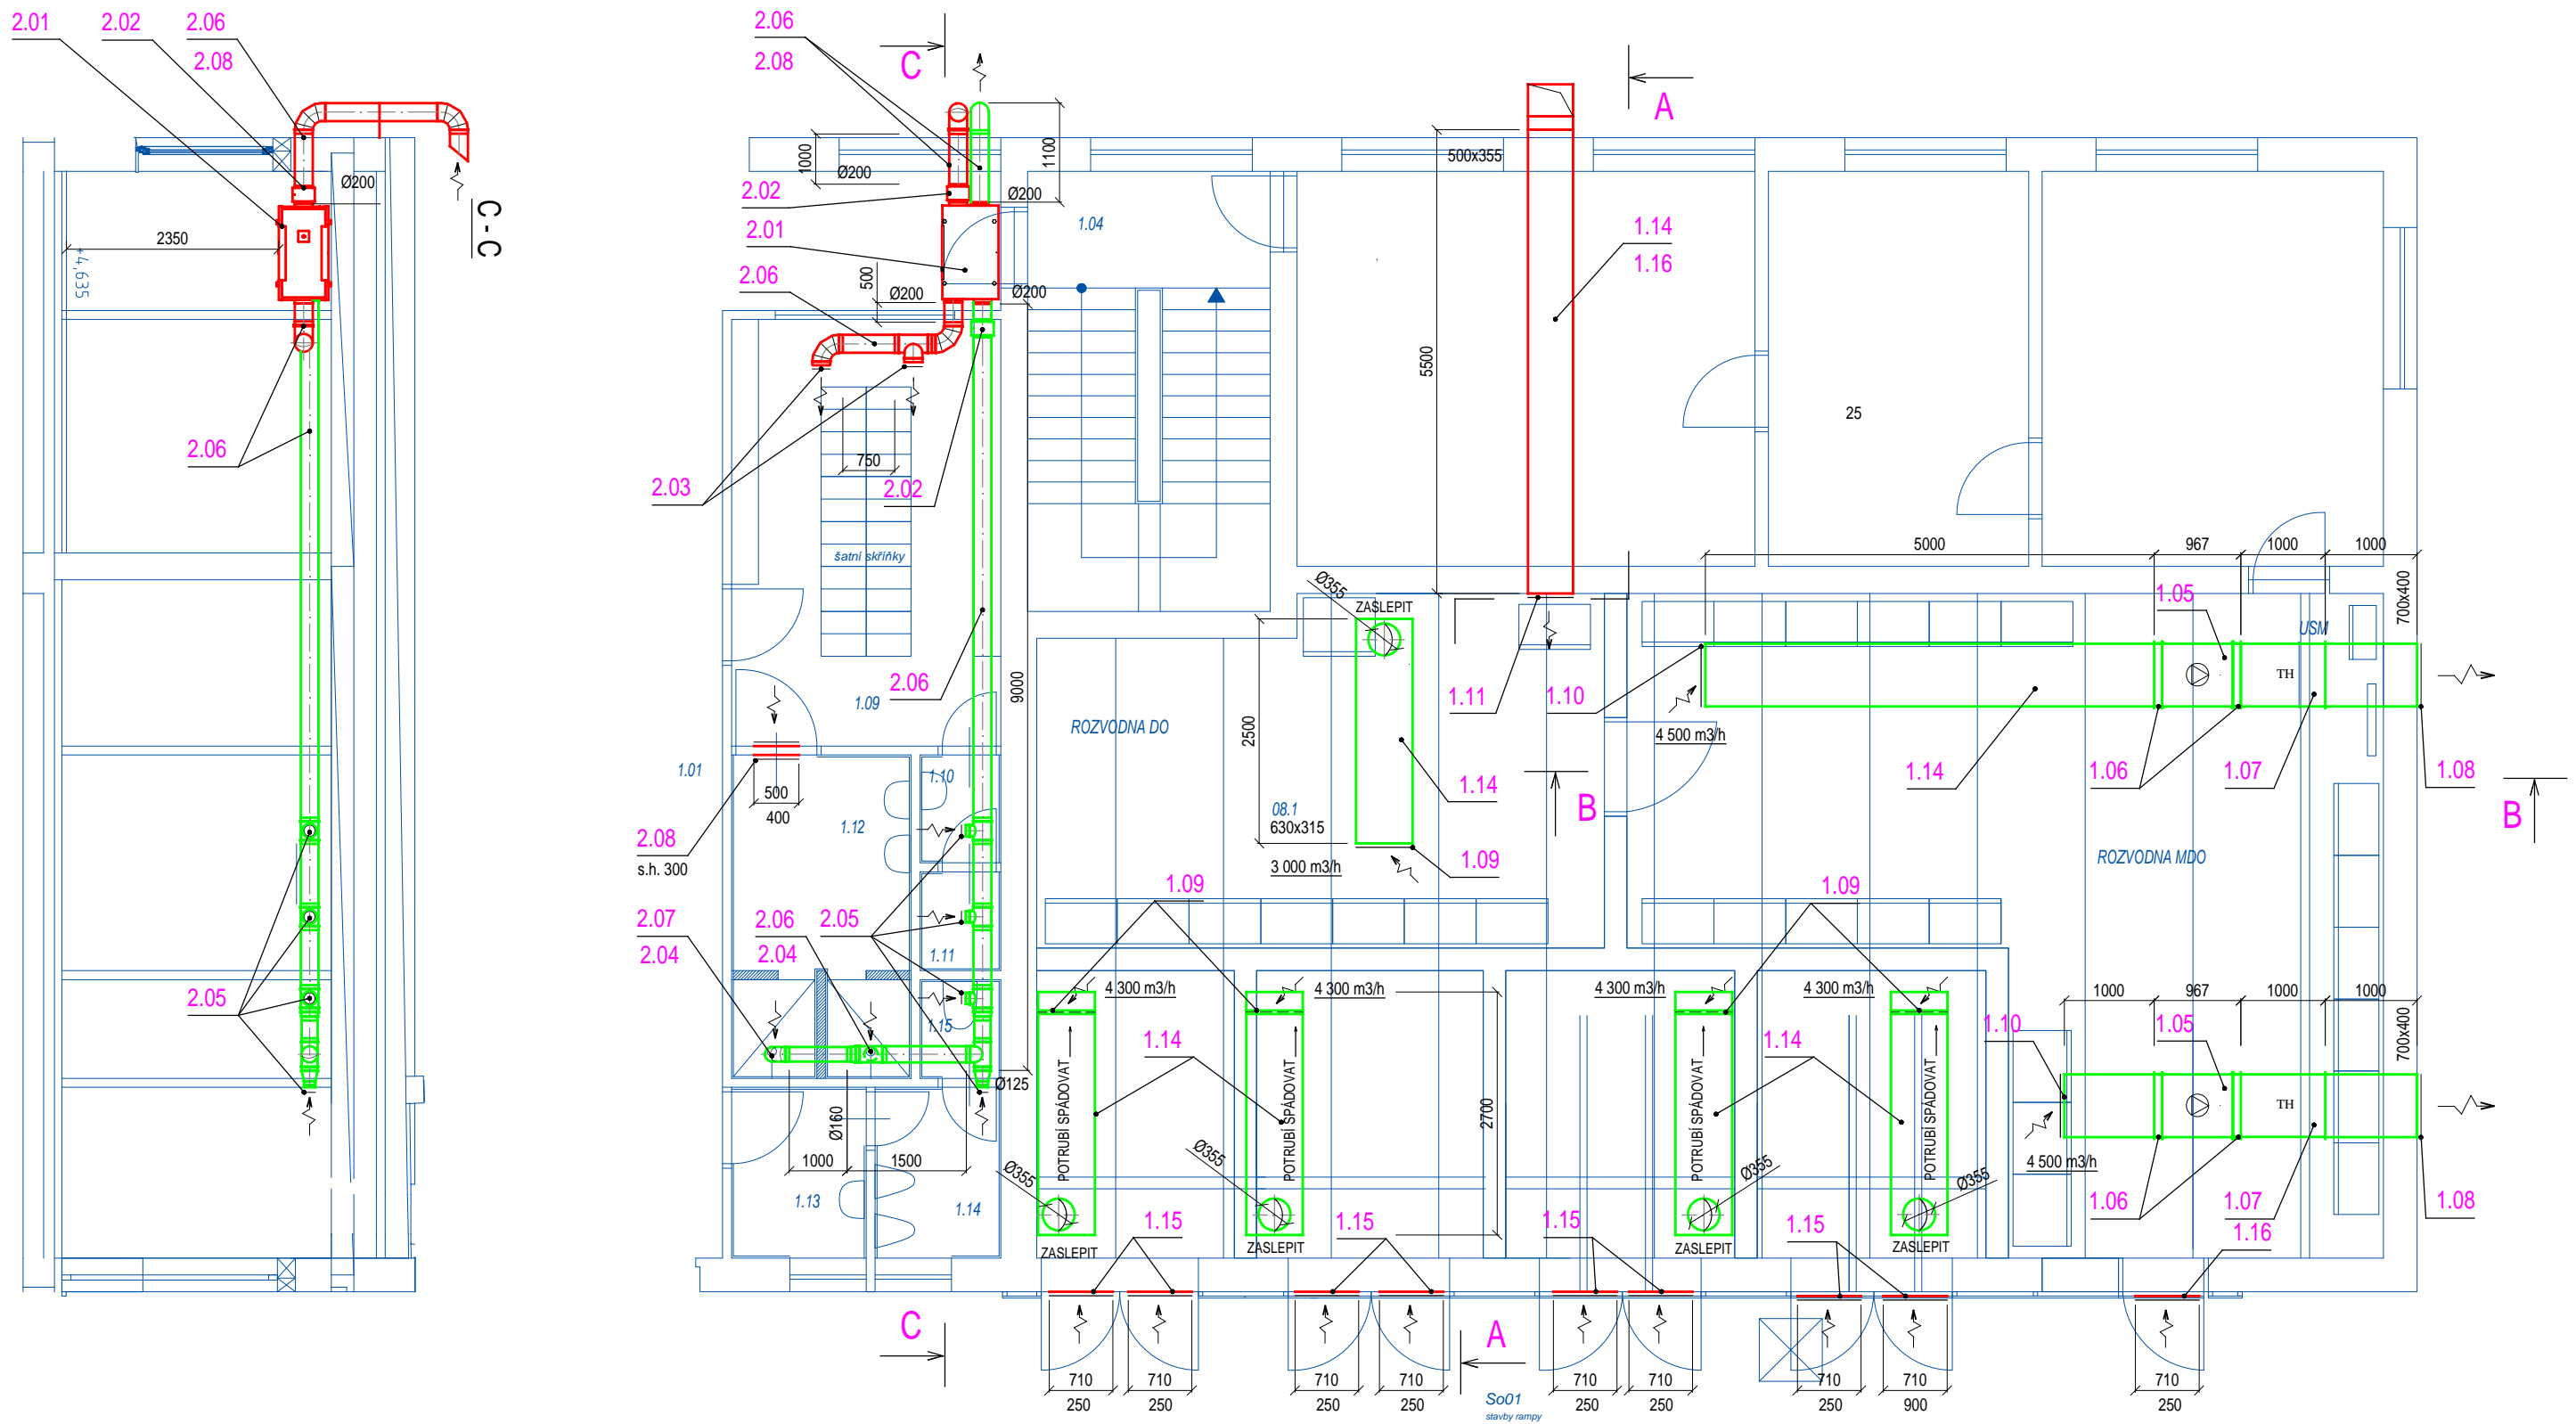 2.01
2.02
2.06
2.08
Ø200
C - C
2350
+4,635
2.06
2.05
2.06
2.08
C
A
1000
Ø200
1100
2.02
Ø200
2.01
1.04
500x355
1.14
1.16
2.06
500
Ø200
Ø200
5500
25
750
2.03
2.02
šatní skříňky
5000
967
1000
1000
Ø355
ZASLEPIT
1.05
700x400
USM
2.06
9000
1.09
ROZVODNA DO
2500
1.11
1.10
TH
4 500 m3/h
1.01
500
400
1.10
1.14
1.14
1.06
1.07
1.08
B
B
2.08
s.h. 300
1.12
08.1
630x315
3 000 m3/h
1.09
ROZVODNA MDO
1.09
1.09
2.07
2.04
2.06
2.04
2.05
1.11
4 300 m3/h
4 300 m3/h
4 300 m3/h
4 300 m3/h
1000
967
1000
1000
1.15
1.14
1.14
1.10
1.05
700x400
POTRUBÍ SPÁDOVAT
POTRUBÍ SPÁDOVAT
POTRUBÍ SPÁDOVAT
POTRUBÍ SPÁDOVAT
2700
Ø125
Ø160
TH
1000
1500
Ø355
Ø355
Ø355
Ø355
4 500 m3/h
1.13
1.14
1.06
1.07
1.08
1.15
1.15
1.15
1.15
1.16
ZASLEPIT
ZASLEPIT
ZASLEPIT
ZASLEPIT
C
A
710
250
710
250
710
250
710
250
710
250
710
250
710
250
710
900
710
250
So01
stavby rampy